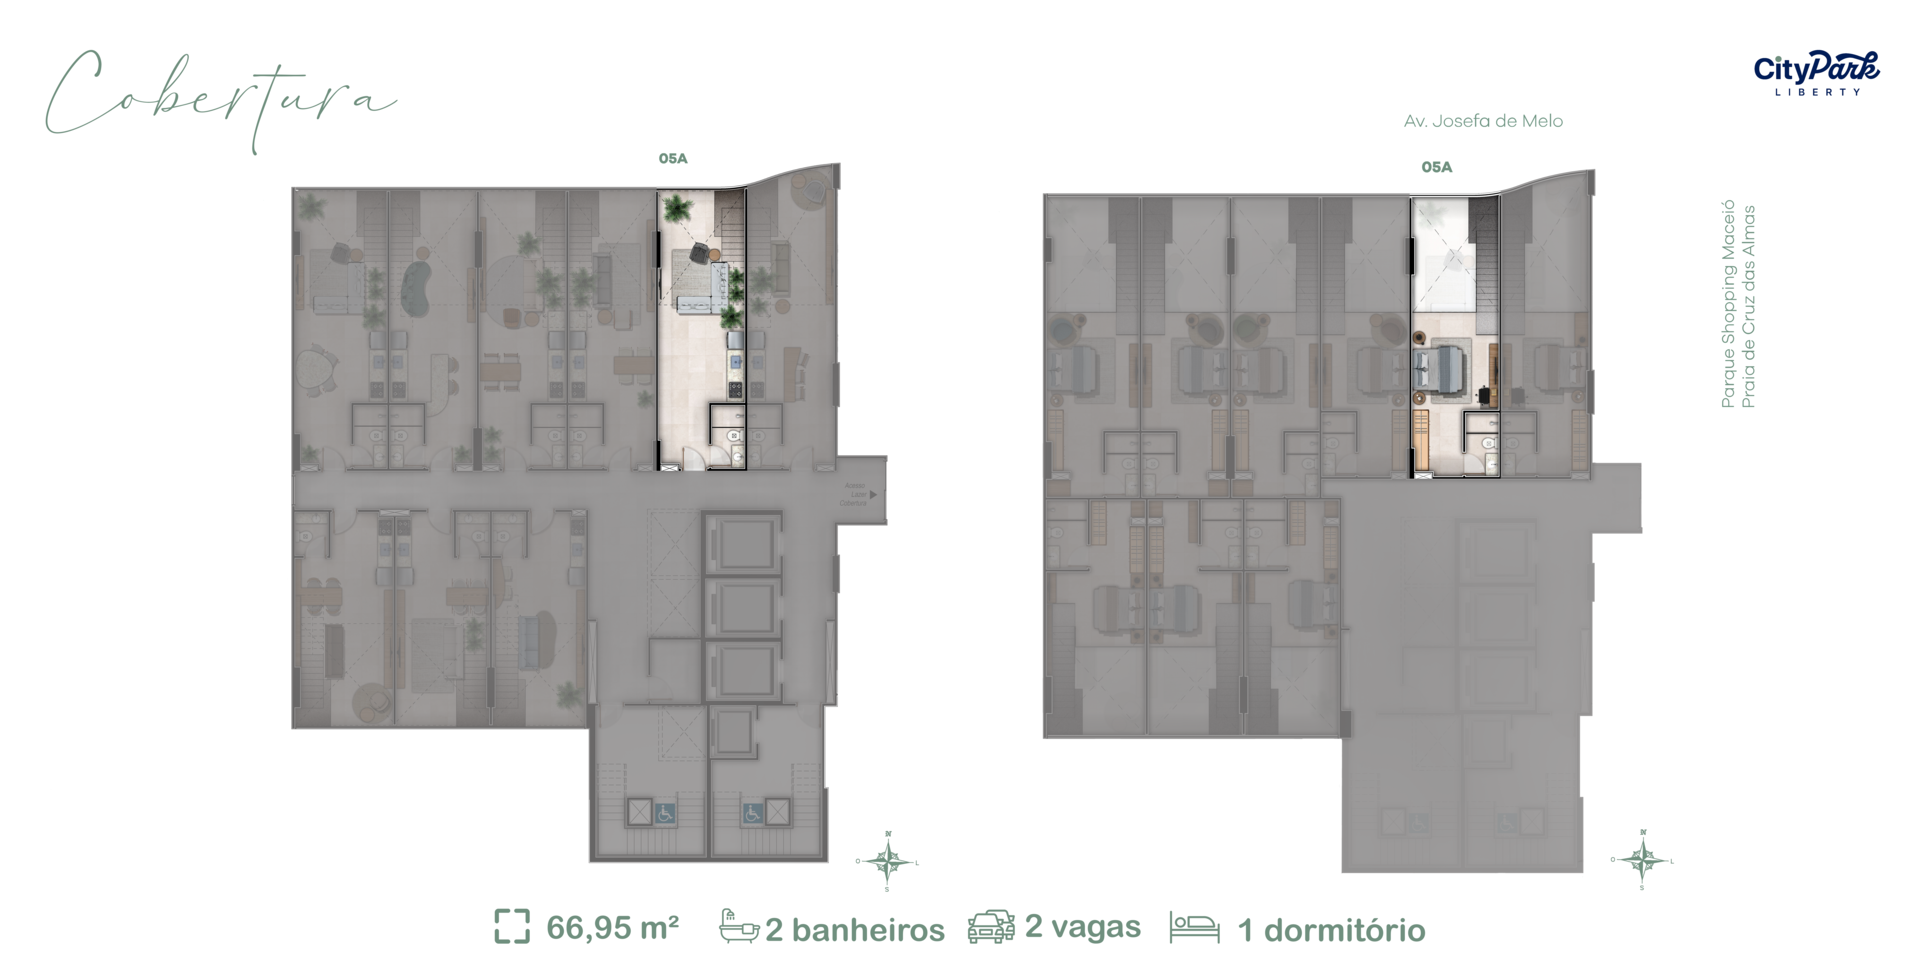 Cobertura
CityPark
LIBERTY
Av. Josefa de Melo
05A
05A
Parque Shopping Maceió
Praia de Cruz das Almas
Acesso
Lazer
Cobertura
N
O
L
S
N
O
L
S
66,95 m²
2 banheiros
2 vagas
1 dormitório